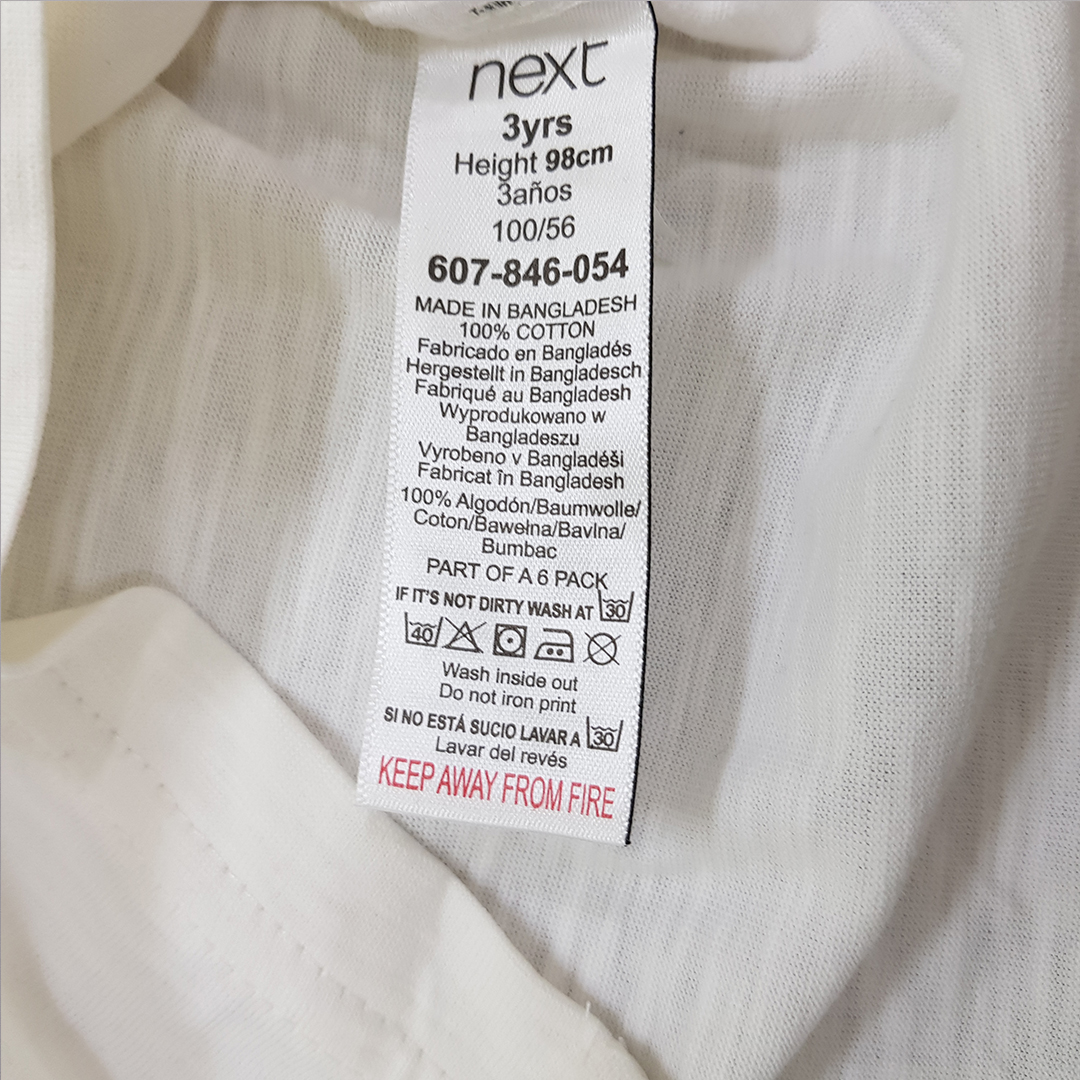 next
3yrs
Height 98cm
3años
100/56
607-846-054
MADE IN BANGLADESH
100% COTTON
Fabricado en Bangladés
Hergestellt in Bangladesch
Fabriqué au Bangladesh
Wyprodukowano w
Bangladeszu
Vyrobeno v Bangladéši
Fabricat în Bangladesh
100% Algodón/Baumwolle/
Coton/Bawełna/Bavlna/
Bumbac
PART OF A 6 PACK
IF IT'S NOT DIRTY WASH AT 30
40
Wash inside out
Do not iron print
SI NO ESTÁ SUCIO LAVAR A 30
Lavar del revés
KEEP AWAY FROM FIRE